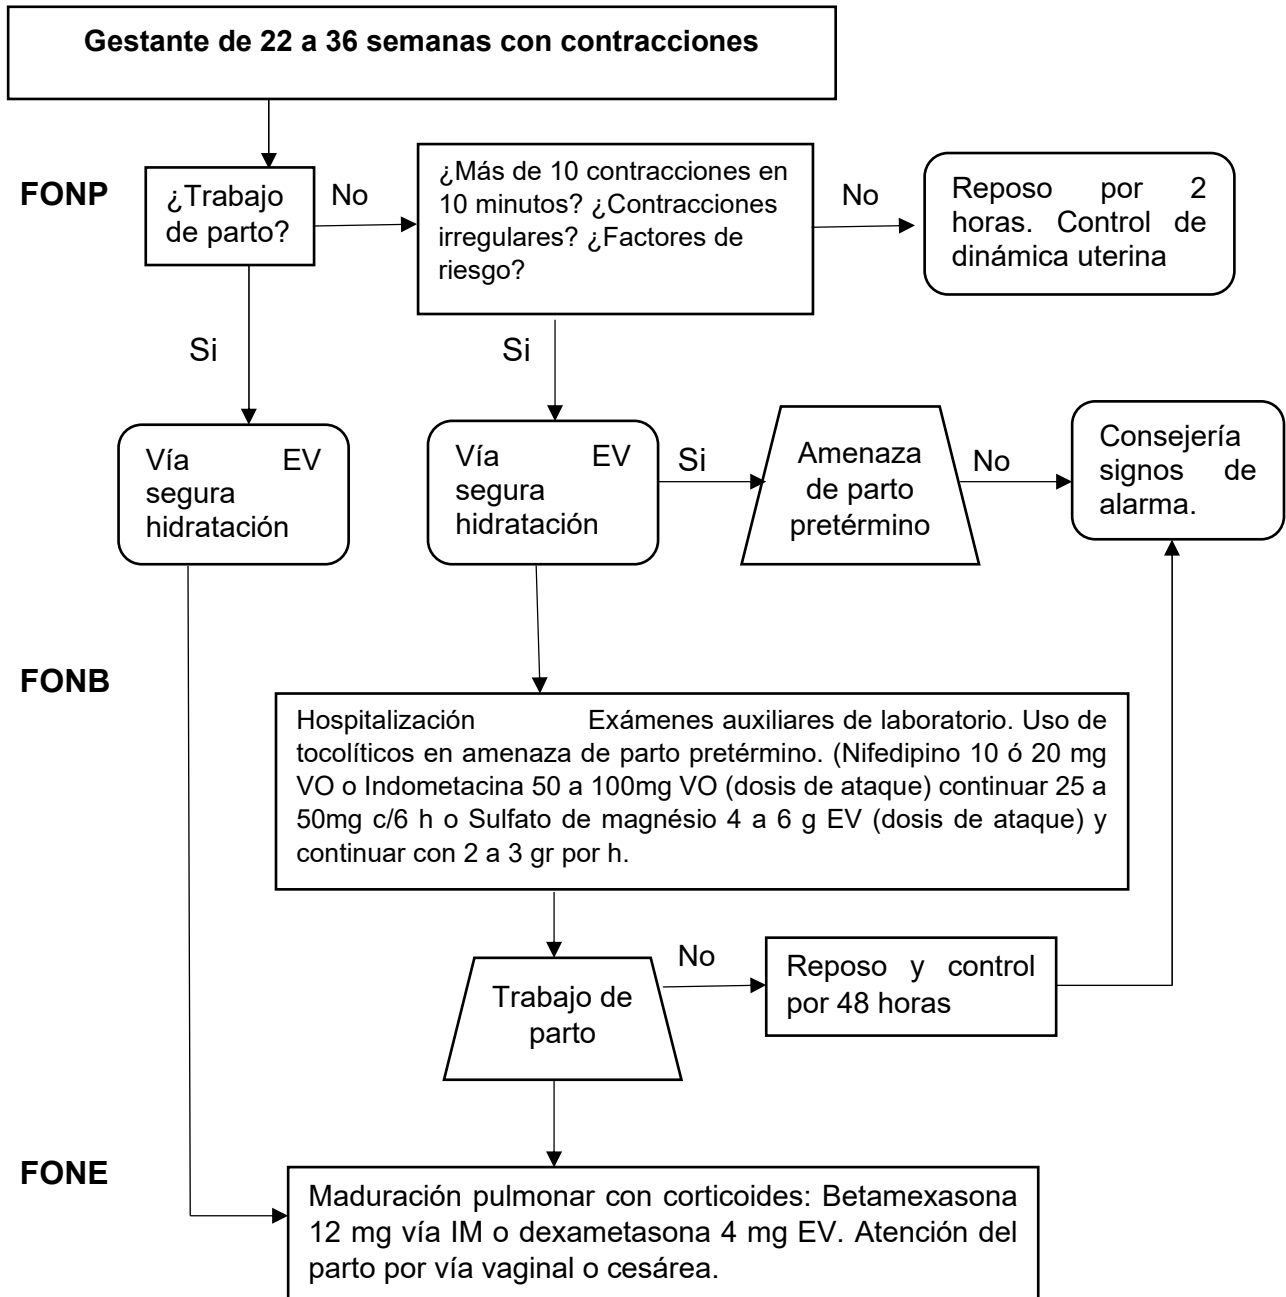 Gestante de 22 a 36 semanas con contracciones
FONP
¿Trabajo
de parto?
No
¿Más de 10 contracciones en
10 minutos? ¿Contracciones
irregulares? ¿Factores de
riesgo?
No
Reposo por 2
horas. Control de
dinámica uterina
Si
Si
Vía EV
segura
hidratación
Vía EV
segura
hidratación
Si
Amenaza
de parto
pretérmino
No
Consejería
signos de
alarma.
FONB
Hospitalización Exámenes auxiliares de laboratorio. Uso de
tocolíticos en amenaza de parto pretérmino. (Nifedipino 10 ó 20 mg
VO o Indometacina 50 a 100mg VO (dosis de ataque) continuar 25 a
50mg c/6 h o Sulfato de magnésio 4 a 6 g EV (dosis de ataque) y
continuar con 2 a 3 gr por h.
Trabajo de
parto
No
Reposo y control
por 48 horas
FONE
Maduración pulmonar con corticoides: Betamexasona
12 mg vía IM o dexametasona 4 mg EV. Atención del
parto por vía vaginal o cesárea.